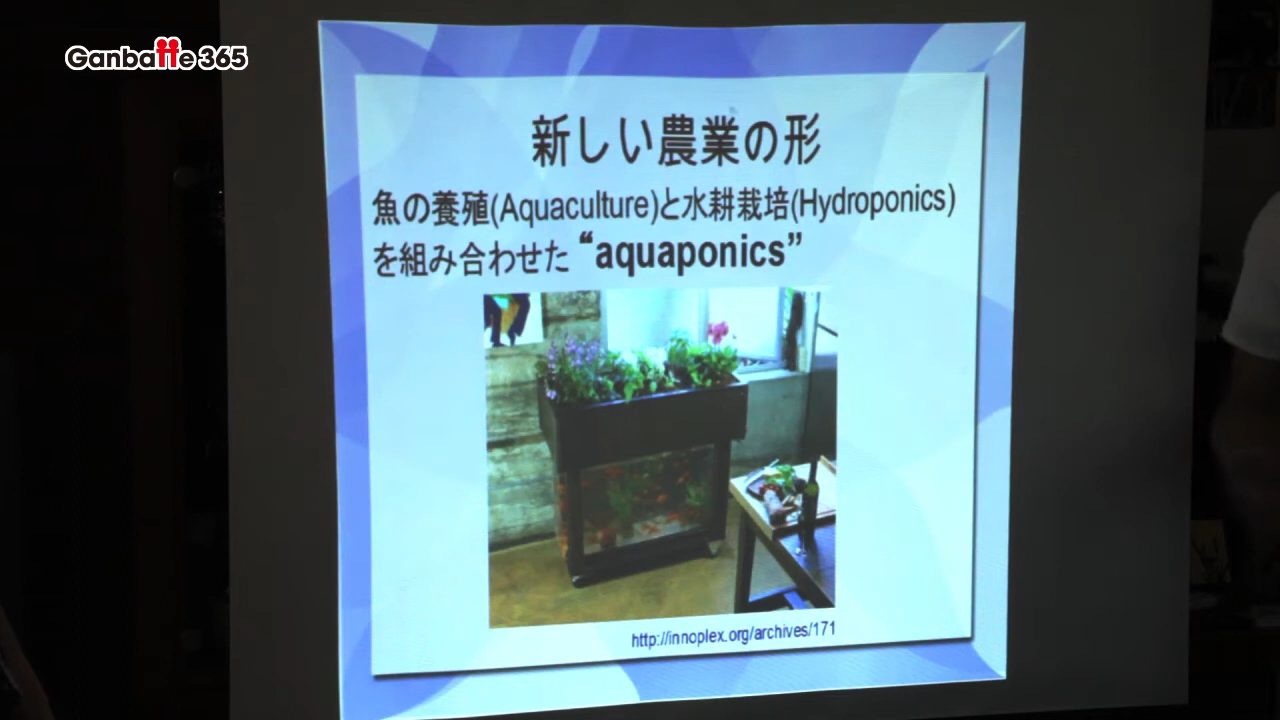 Ganbatte 365
新しい農業の形
魚の養殖(Aquaculture)と水耕栽培(Hydroponics)
を組み合わせた “aquaponics”
http://innoplex.org/archives/171